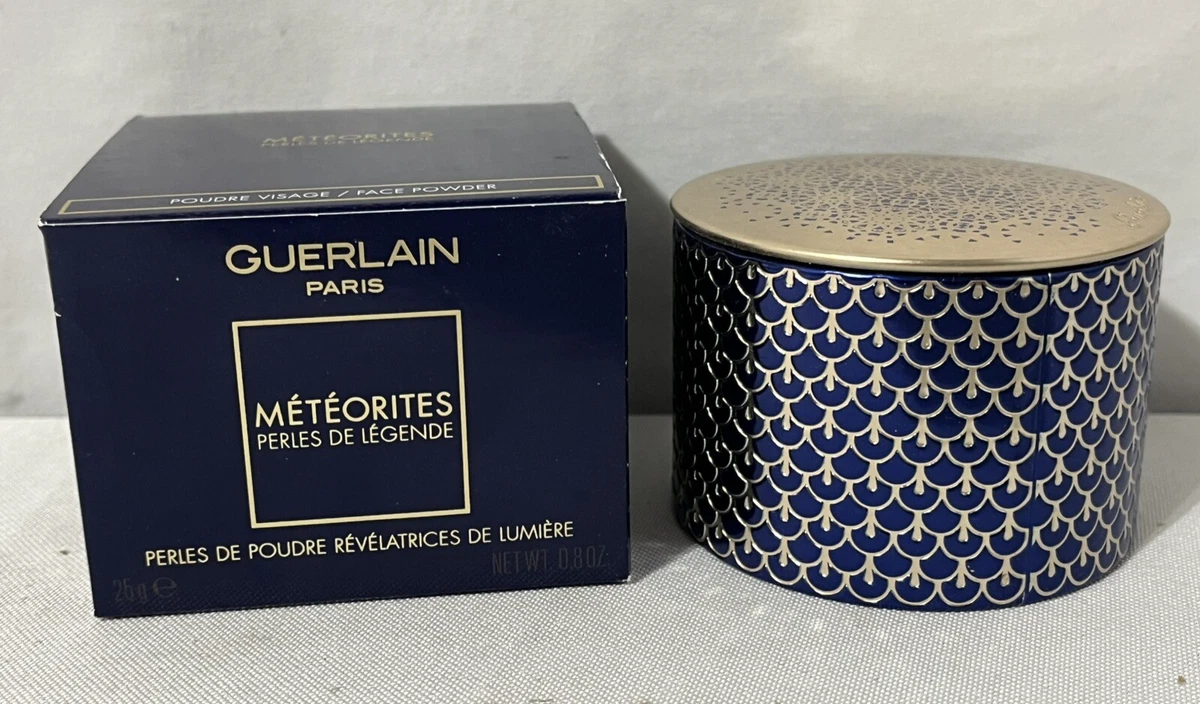 MÉTÉORITES
PERLES DE LÉGENDE
POUDRE VISAGE / FACE POWDER
GUERLAIN
PARIS
MÉTÉORITES
PERLES DE LÉGENDE
PERLES DE POUDRE RÉVÉLATRICES DE LUMIÈRE
25g ℮
NET WT. 0.8 OZ.